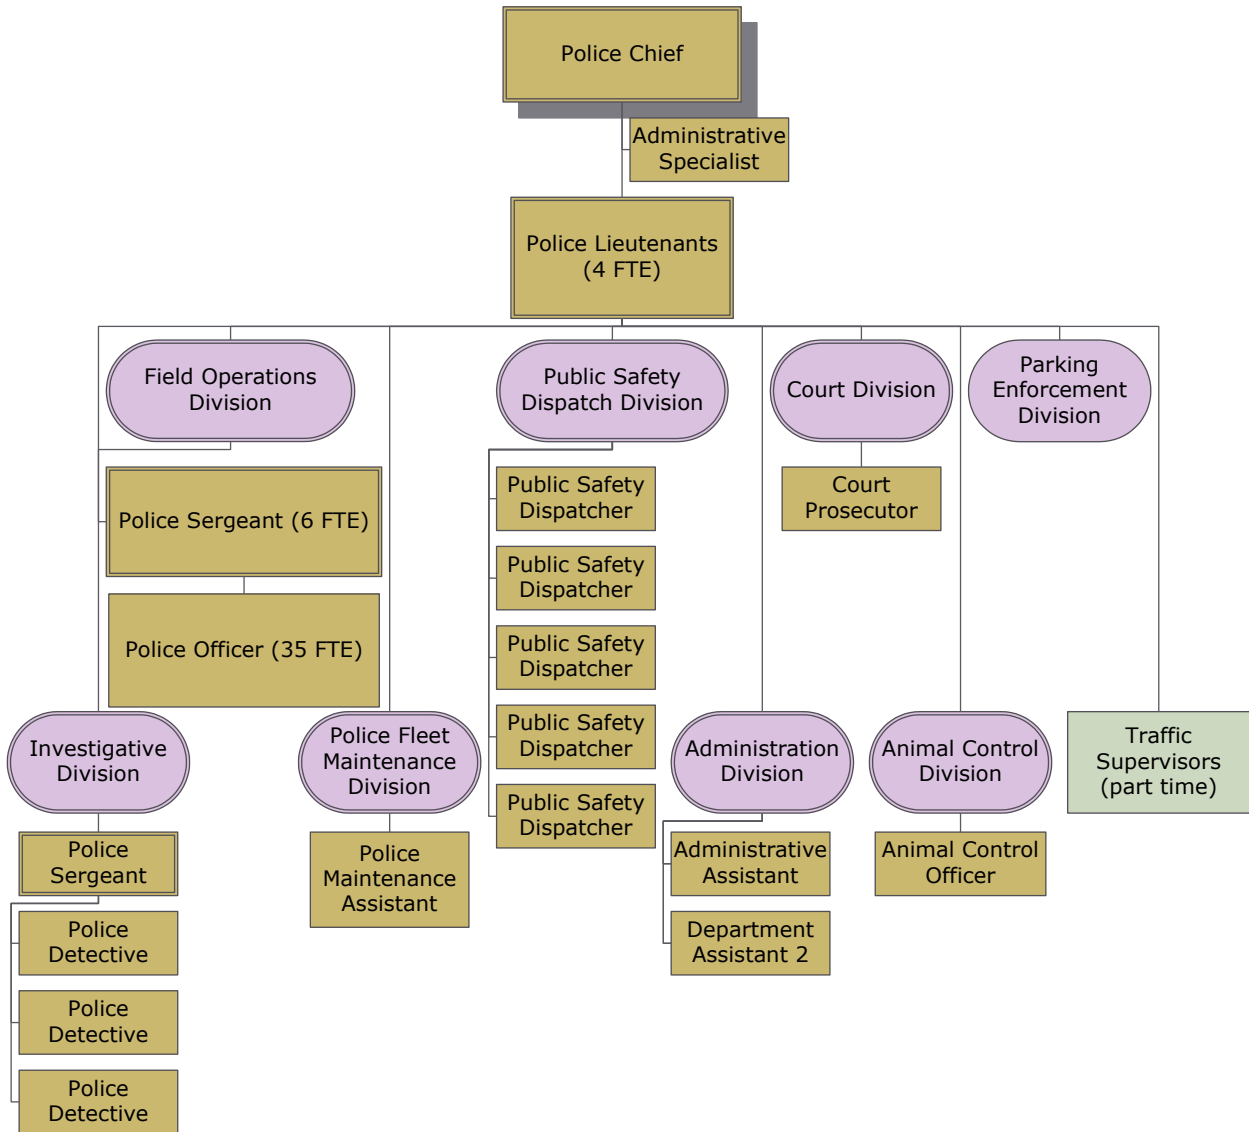 Police Chief
Administrative
Specialist
Police Lieutenants
(4 FTE)
Field Operations
Division
Public Safety
Dispatch Division
Court Division
Parking
Enforcement
Division
Police Sergeant (6 FTE)
Police Officer (35 FTE)
Public Safety
Dispatcher
Public Safety
Dispatcher
Public Safety
Dispatcher
Public Safety
Dispatcher
Public Safety
Dispatcher
Court
Prosecutor
Investigative
Division
Police Fleet
Maintenance
Division
Administration
Division
Animal Control
Division
Traffic
Supervisors
(part time)
Police
Sergeant
Police
Detective
Police
Detective
Police
Detective
Police
Maintenance
Assistant
Administrative
Assistant
Department
Assistant 2
Animal Control
Officer